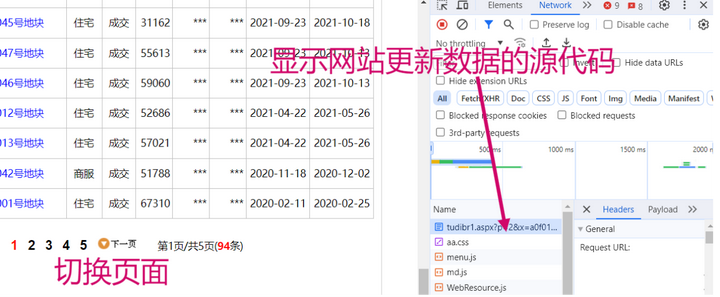 045号地块 住宅 成交 31162 *** *** 2021-09-23 2021-10-18
047号地块 住宅 成交 55613 *** *** 2021-09-23
046号地块 住宅 成交 59060 *** *** 2021-09-23 2021-10-13
012号地块 住宅 成交 52686 *** *** 2021-04-22 2021-05-26
013号地块 住宅 成交 57021 *** *** 2021-04-22 2021-05-26
042号地块 商服 成交 51788 *** *** 2020-11-18 2020-12-02
001号地块 住宅 成交 67310 *** *** 2020-02-11 2020-02-25
1 2 3 4 5 下一页 第1页/共5页(94条)
切换页面
显示网站更新数据的源代码
Elements Network 9 8
Preserve log Disable cache
No throttling
Invert Hide data URLs
Hide extension URLs
All Fetch/XHR Doc CSS JS Font Img Media Manifest
Blocked response cookies Blocked requests
3rd-party requests
500 ms 1000 ms 1500 ms 2000 ms
Name
tudibr1.aspx?p=2&x=a0f01...
aa.css
menu.js
md.js
WebResource.js
Headers Payload
General
Request URL: